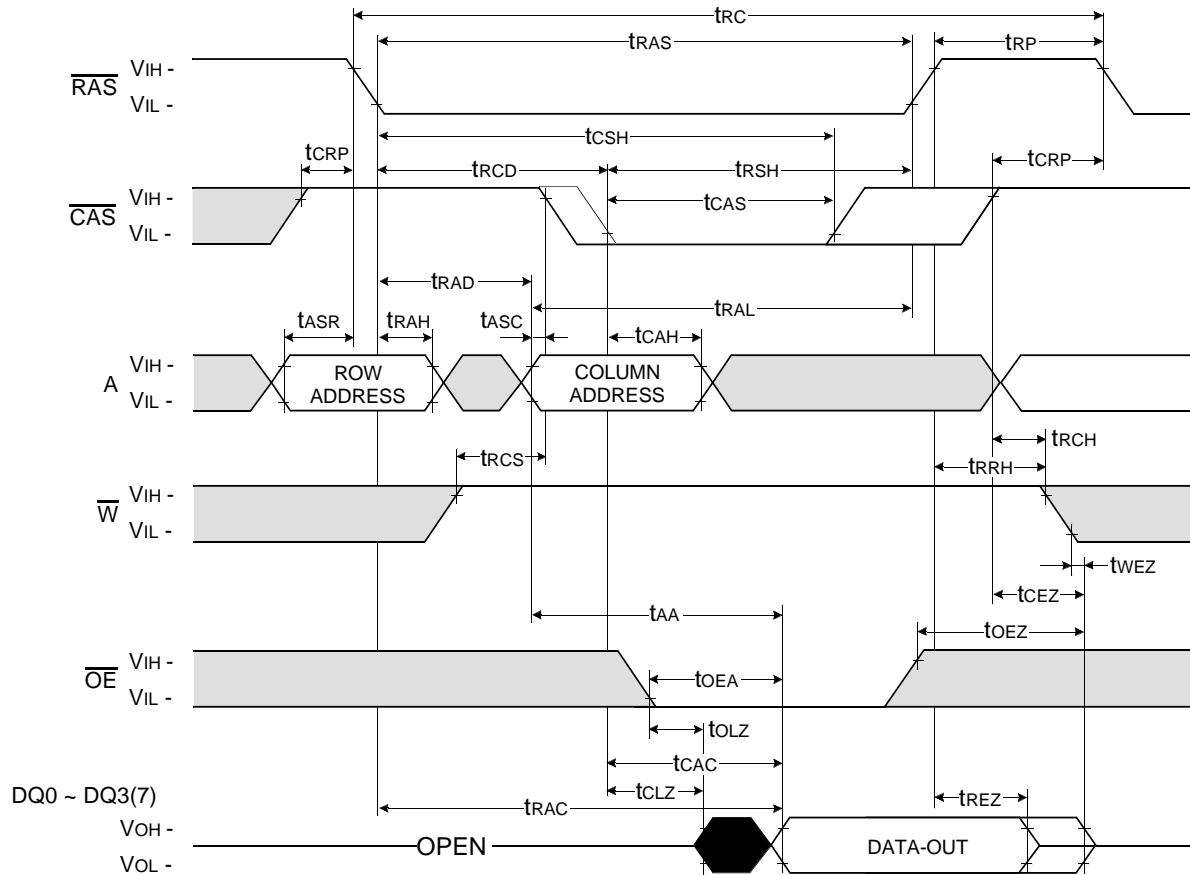 tRC
tRAS
tRP
RAS
VIH -
VIL -
tCSH
tCRP
tRCD
tRSH
tCRP
CAS
VIH -
VIL -
tCAS
tRAD
tRAL
tASR
tRAH
tASC
tCAH
A
VIH -
VIL -
ROW
ADDRESS
COLUMN
ADDRESS
tRCH
tRCS
tRRH
W
VIH -
VIL -
tWEZ
tCEZ
tAA
tOEZ
OE
VIH -
VIL -
tOEA
tOLZ
tCAC
tCLZ
tREZ
DQ0 ~ DQ3(7)
tRAC
VOH -
VOL -
OPEN
DATA-OUT